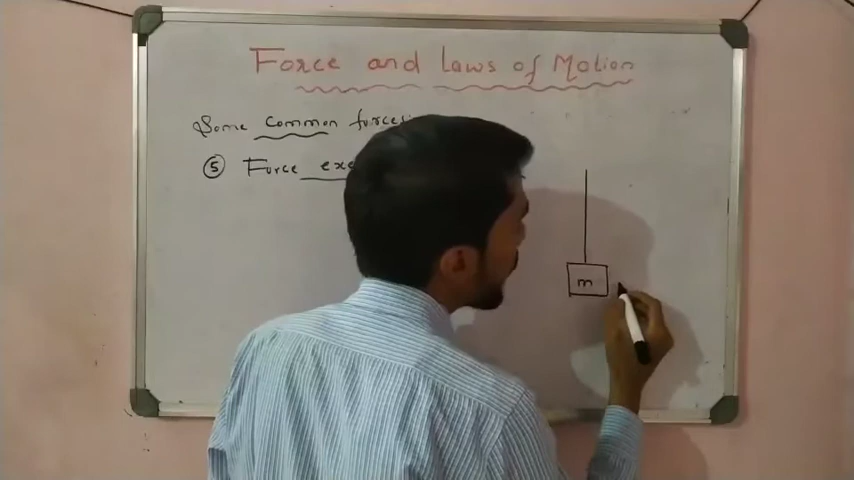 Force and Laws of Motion
Some common forces
⑤ Force
m